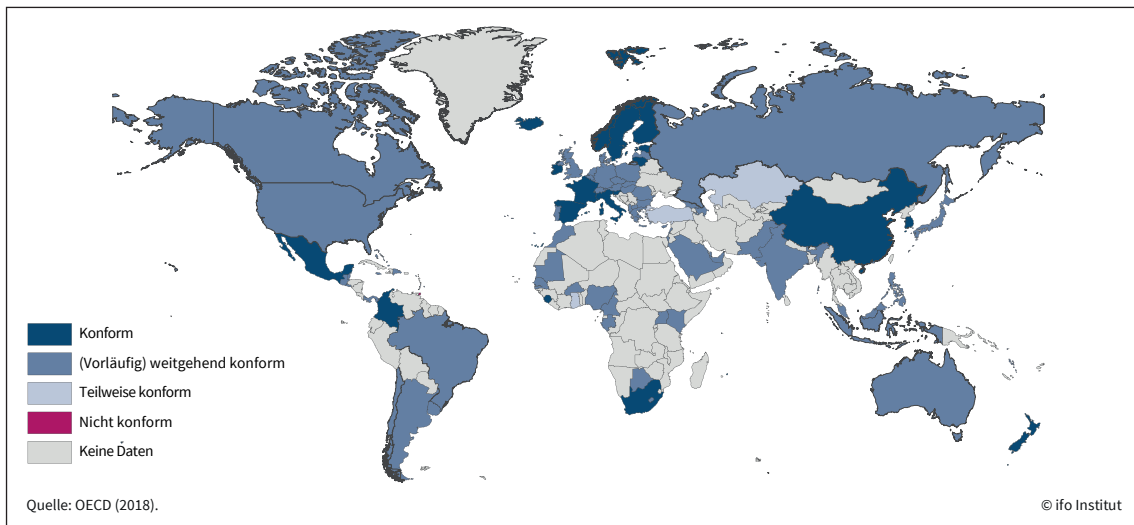 Konform
(Vorläufig) weitgehend konform
Teilweise konform
Nicht konform
Keine Daten
Quelle: OECD (2018).
© ifo Institut